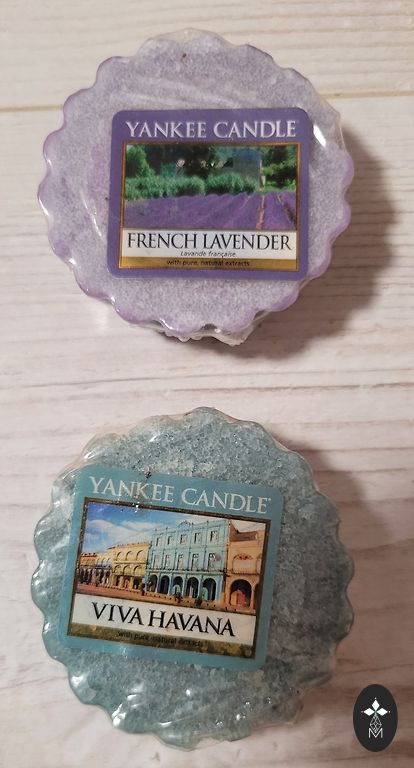 YANKEE CANDLE
FRENCH LAVENDER
Lavande française
with pure, natural extracts
YANKEE CANDLE
VIVA HAVANA
with pure natural extracts
M